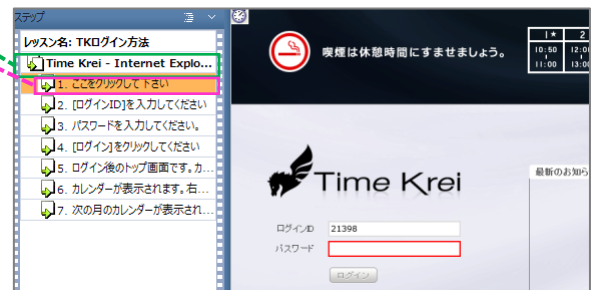 ステップ
レッスン名: TKログイン方法
Time Krei - Internet Explo...
1. ここをクリックして下さい
2. [ログインID]を入力してください
3. パスワードを入力してください。
4. [ログイン]をクリックしてください
5. ログイン後のトップ画面です。カ...
6. カレンダーが表示されます。右...
7. 次の月のカレンダーが表示され...
喫煙は休憩時間にすませましょう。
1★ 2
10:50 12:0
11:00 13:0
Time Krei
最新のお知ら
ログインID 21398
パスワード
ログイン